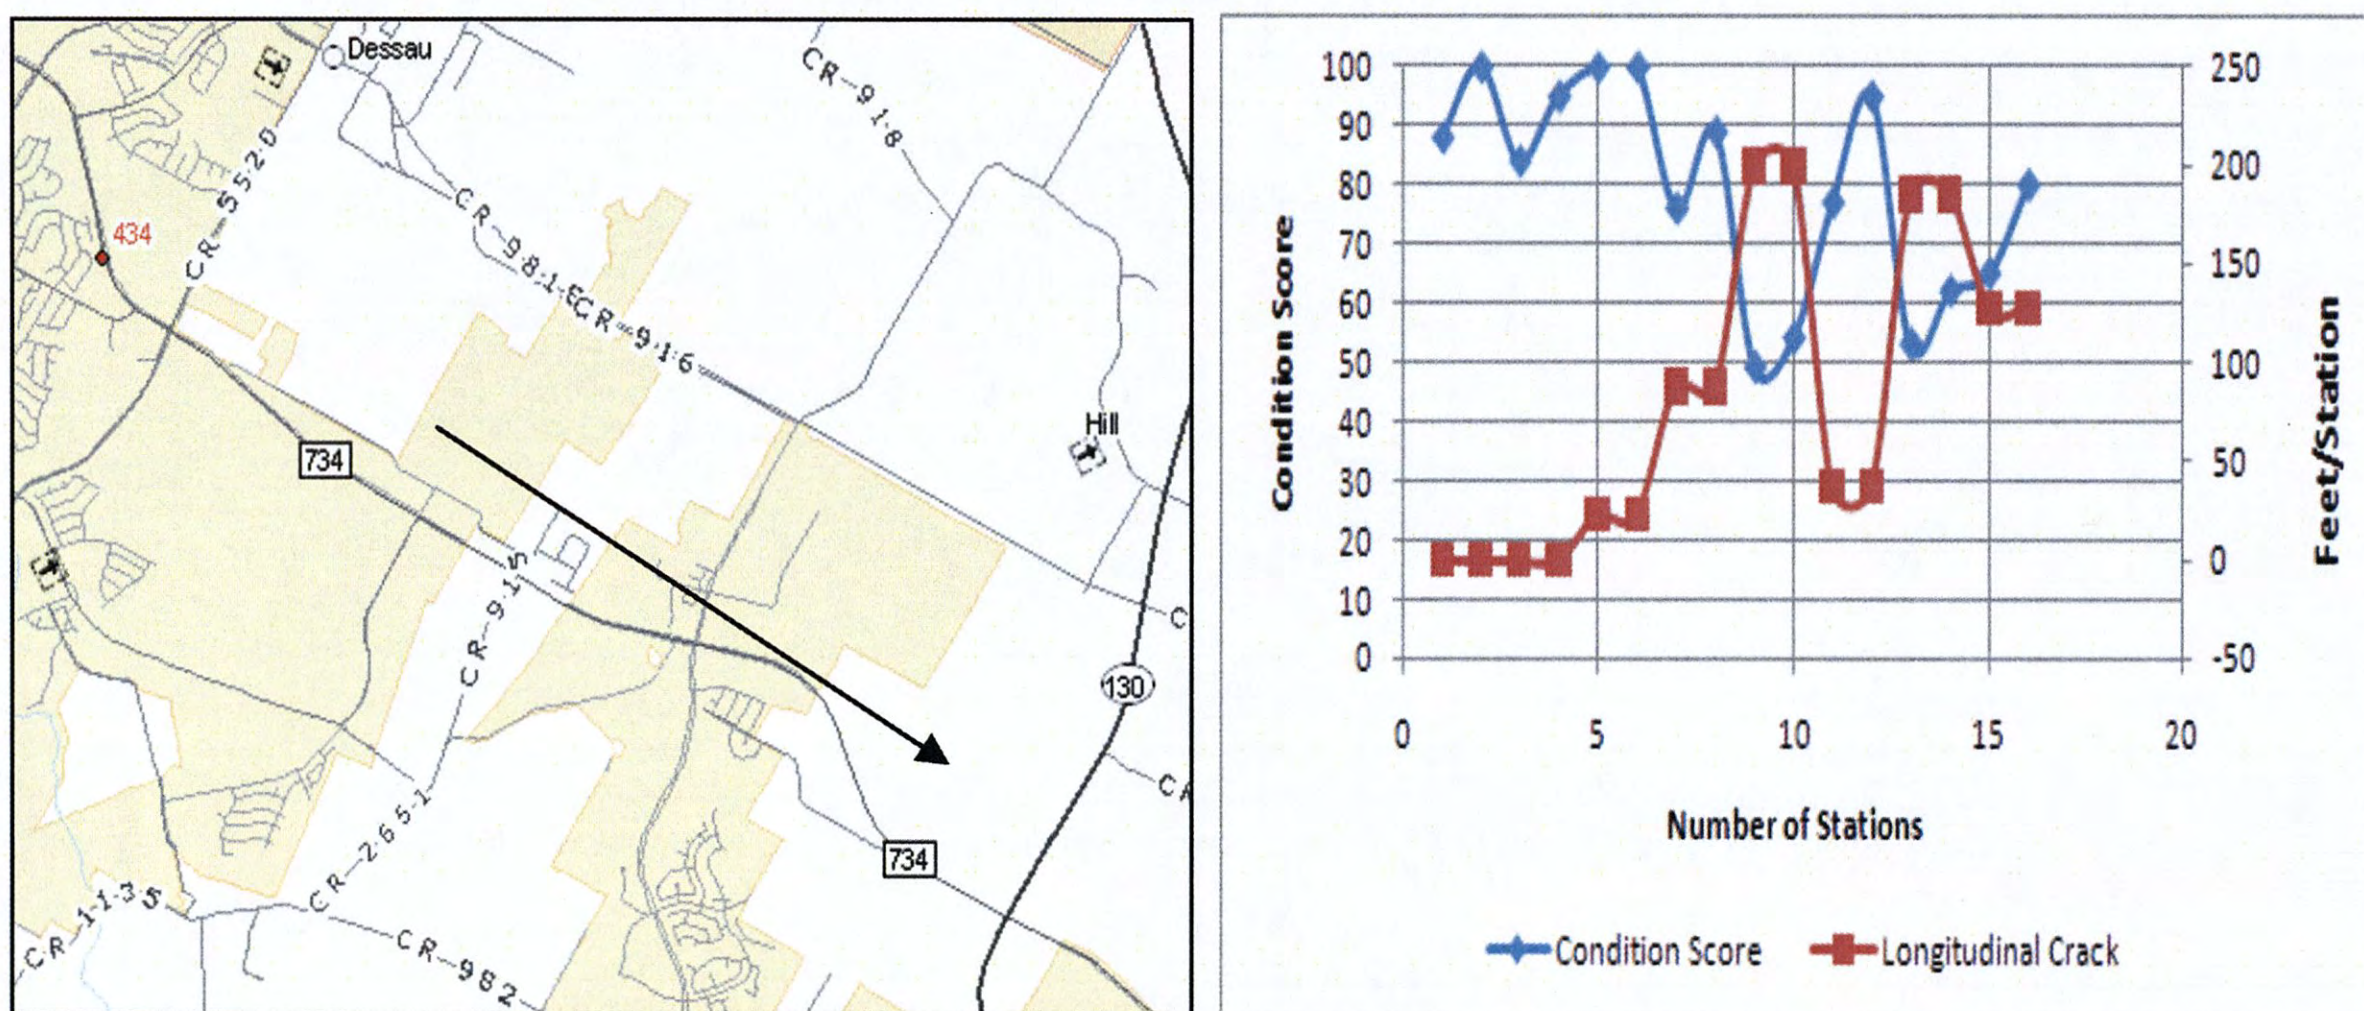 Dessau
CR—918
CR—5520
434
CR—981-6
CR—916
Hill
734
CR—915
130
C
CR—2651
734
CR—1135
CR—982
100
90
80
70
60
50
40
30
20
10
0
Condition Score
250
200
150
100
50
0
-50
Feet/Station
0 5 10 15 20
Number of Stations
Condition Score Longitudinal Crack